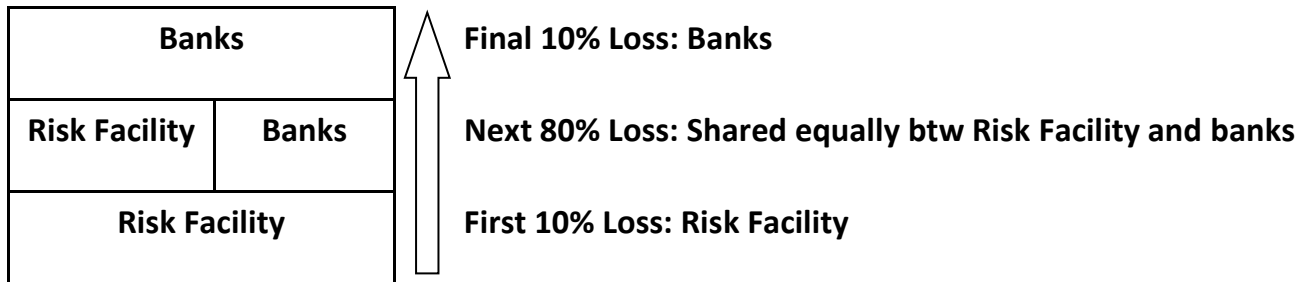 Banks
Final 10% Loss: Banks
Risk Facility
Banks
Next 80% Loss: Shared equally btw Risk Facility and banks
Risk Facility
First 10% Loss: Risk Facility